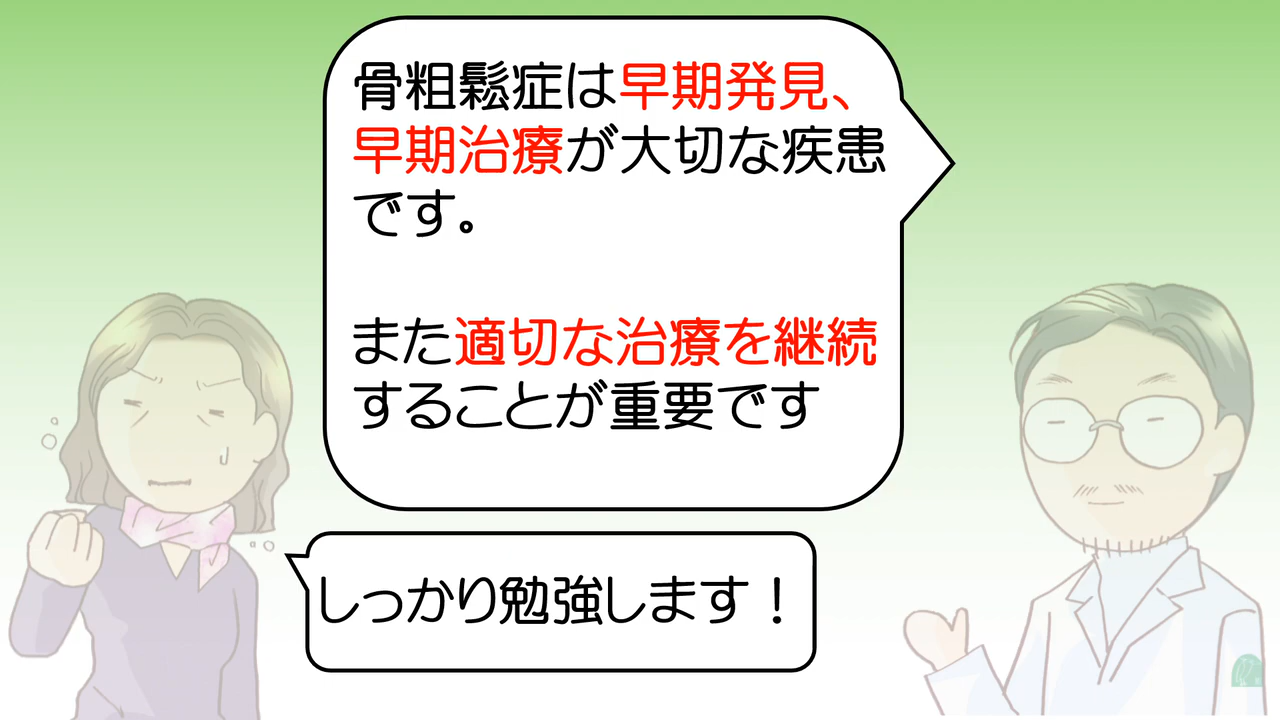 骨粗鬆症は早期発見、
早期治療が大切な疾患
です。
また適切な治療を継続
することが重要です
しっかり勉強します！